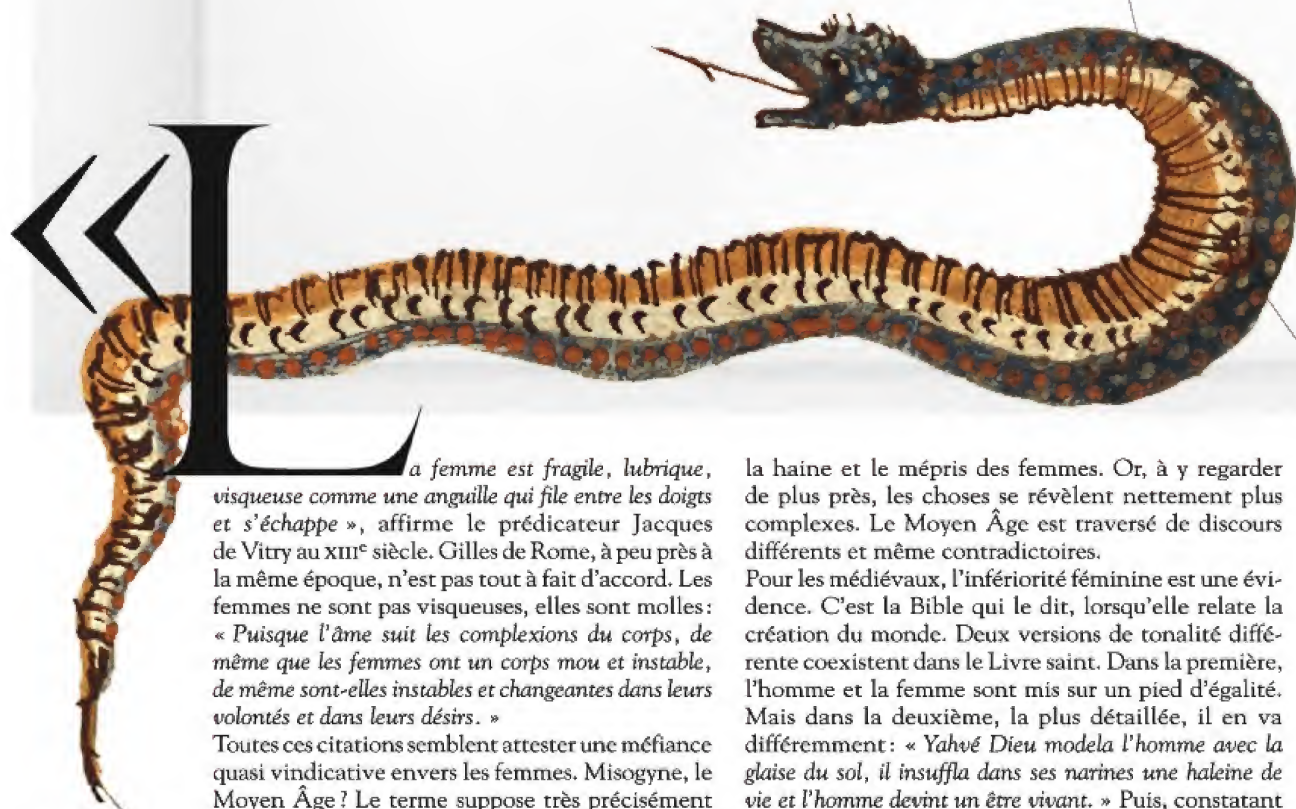 « La femme est fragile, lubrique,
visqueuse comme une anguille qui file entre les doigts
et s'échappe », affirme le prédicateur Jacques
de Vitry au XIIIe siècle. Gilles de Rome, à peu près à
la même époque, n'est pas tout à fait d'accord. Les
femmes ne sont pas visqueuses, elles sont molles :
« Puisque l'âme suit les complexions du corps, de
même que les femmes ont un corps mou et instable,
de même sont-elles instables et changeantes dans leurs
volontés et dans leurs désirs. »
Toutes ces citations semblent attester une méfiance
quasi vindicative envers les femmes. Misogyne, le
Moyen Âge ? Le terme suppose très précisément
la haine et le mépris des femmes. Or, à y regarder
de plus près, les choses se révèlent nettement plus
complexes. Le Moyen Âge est traversé de discours
différents et même contradictoires.
Pour les médiévaux, l'infériorité féminine est une évi-
dence. C'est la Bible qui le dit, lorsqu'elle relate la
création du monde. Deux versions de tonalité diffé-
rente coexistent dans le Livre saint. Dans la première,
l'homme et la femme sont mis sur un pied d'égalité.
Mais dans la deuxième, la plus détaillée, il en va
différemment : « Yahvé Dieu modela l'homme avec la
glaise du sol, il insuffla dans ses narines une haleine de
vie et l'homme devint un être vivant. » Puis, constatant